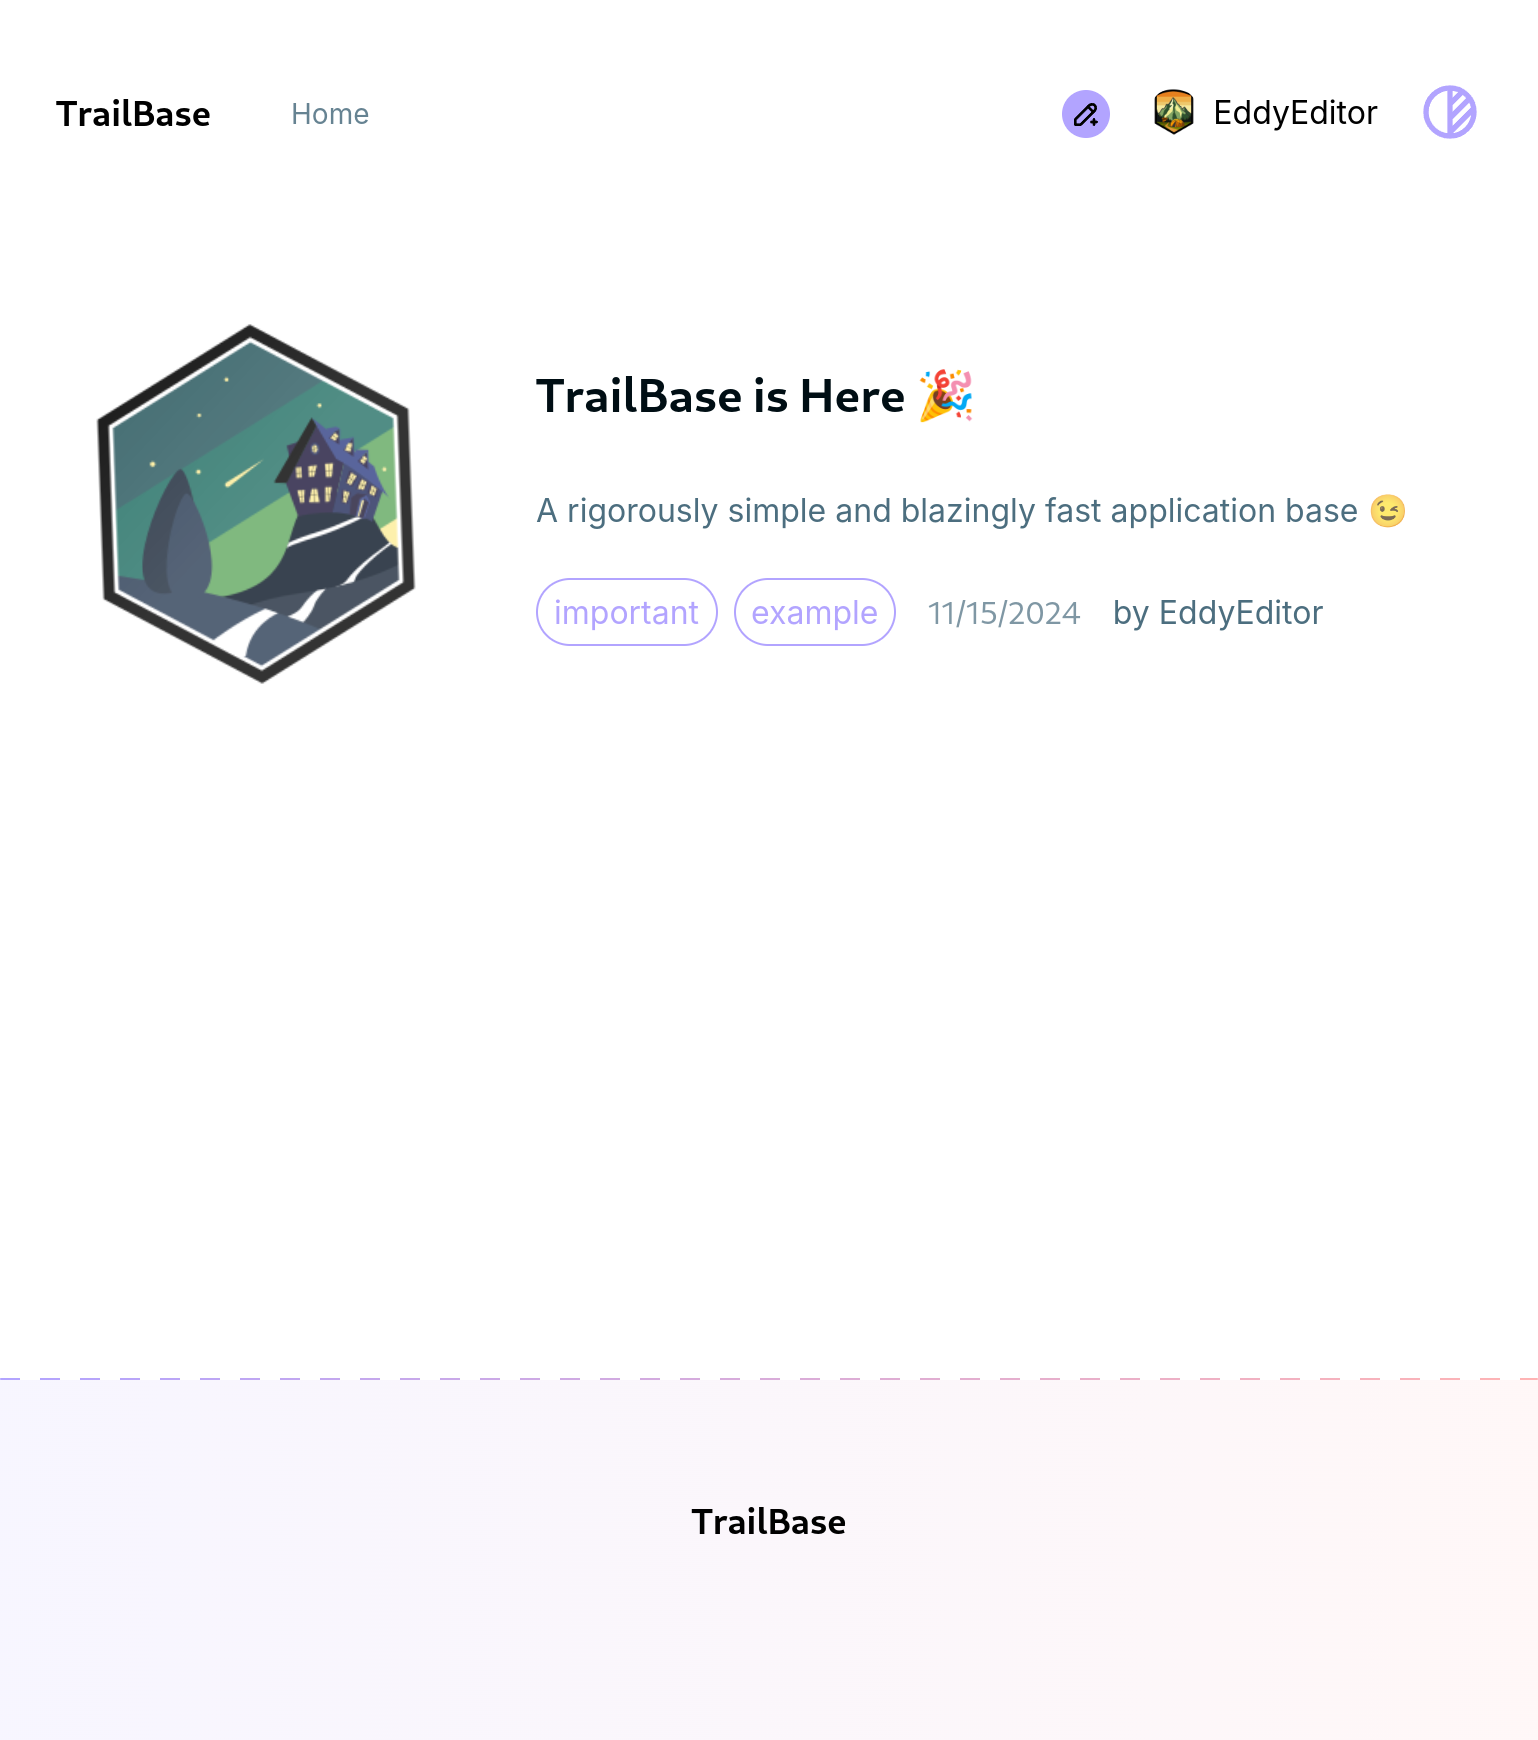 TrailBase Home EddyEditor
TrailBase is Here 🎉
A rigorously simple and blazingly fast application base 😉
important example 11/15/2024 by EddyEditor
TrailBase